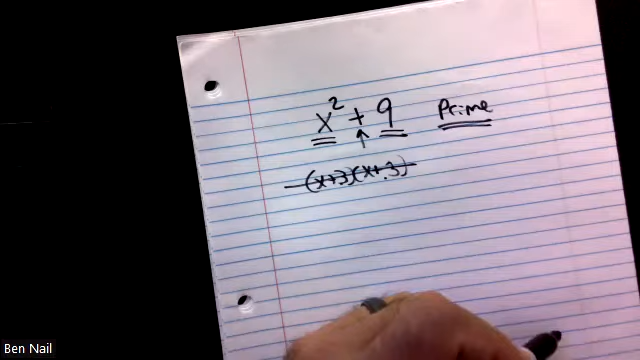 x² + 9 Prime
↑
(x+3)(x+3)
Ben Nail